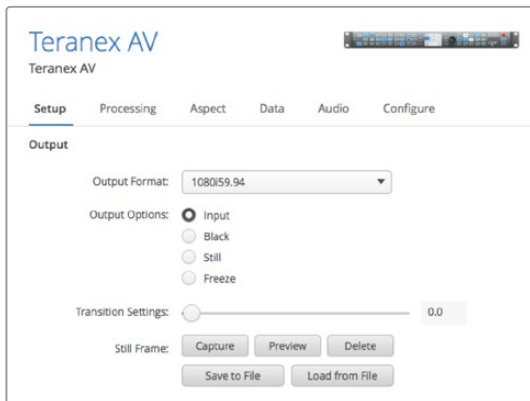 Teranex AV
Teranex AV
Setup Processing Aspect Data Audio Configure
Output
Output Format: 1080i59.94
Output Options: Input
Black
Still
Freeze
Transition Settings: 0.0
Still Frame: Capture Preview Delete
Save to File Load from File